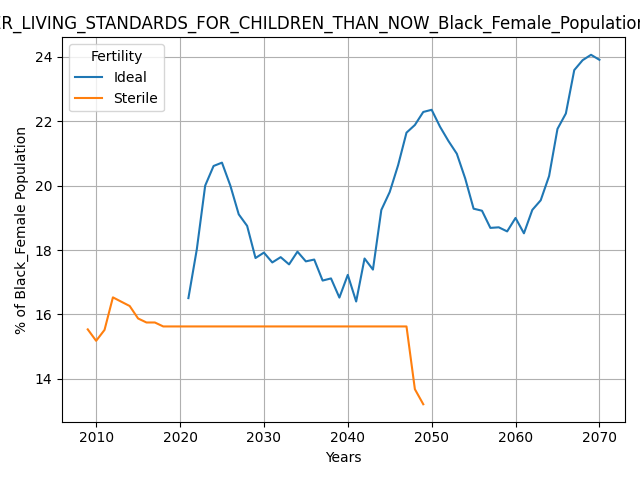 ER_LIVING_STANDARDS_FOR_CHILDREN_THAN_NOW_Black_Female_Population
Fertility
Ideal
Sterile
% of Black_Female Population
24
22
20
18
16
14
2010 2020 2030 2040 2050 2060 2070
Years